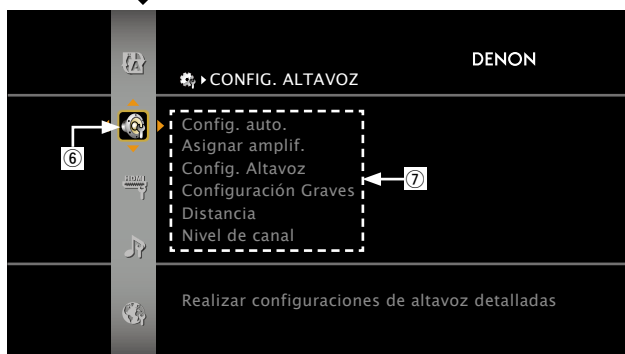 DENON
CONFIG. ALTAVOZ
Config. auto.
Asignar amplif.
Config. Altavoz
Configuración Graves
Distancia
Nivel de canal
⑥
⑦
HDMI
Realizar configuraciones de altavoz detalladas